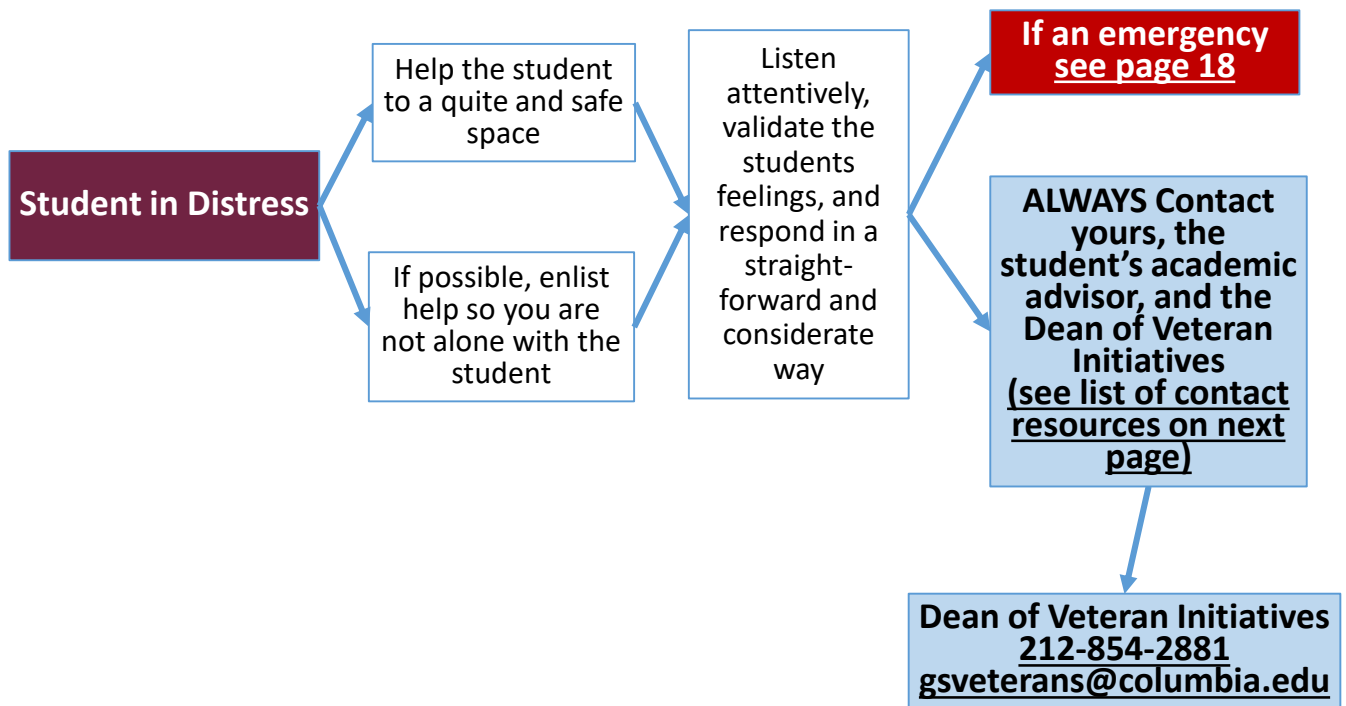 Student in Distress
Help the student
to a quite and safe
space
If possible, enlist
help so you are
not alone with the
student
Listen
attentively,
validate the
students
feelings, and
respond in a
straight-
forward and
considerate
way
If an emergency
see page 18
ALWAYS Contact
yours, the
student’s academic
advisor, and the
Dean of Veteran
Initiatives
(see list of contact
resources on next
page)
Dean of Veteran Initiatives
212-854-2881
gsveterans@columbia.edu